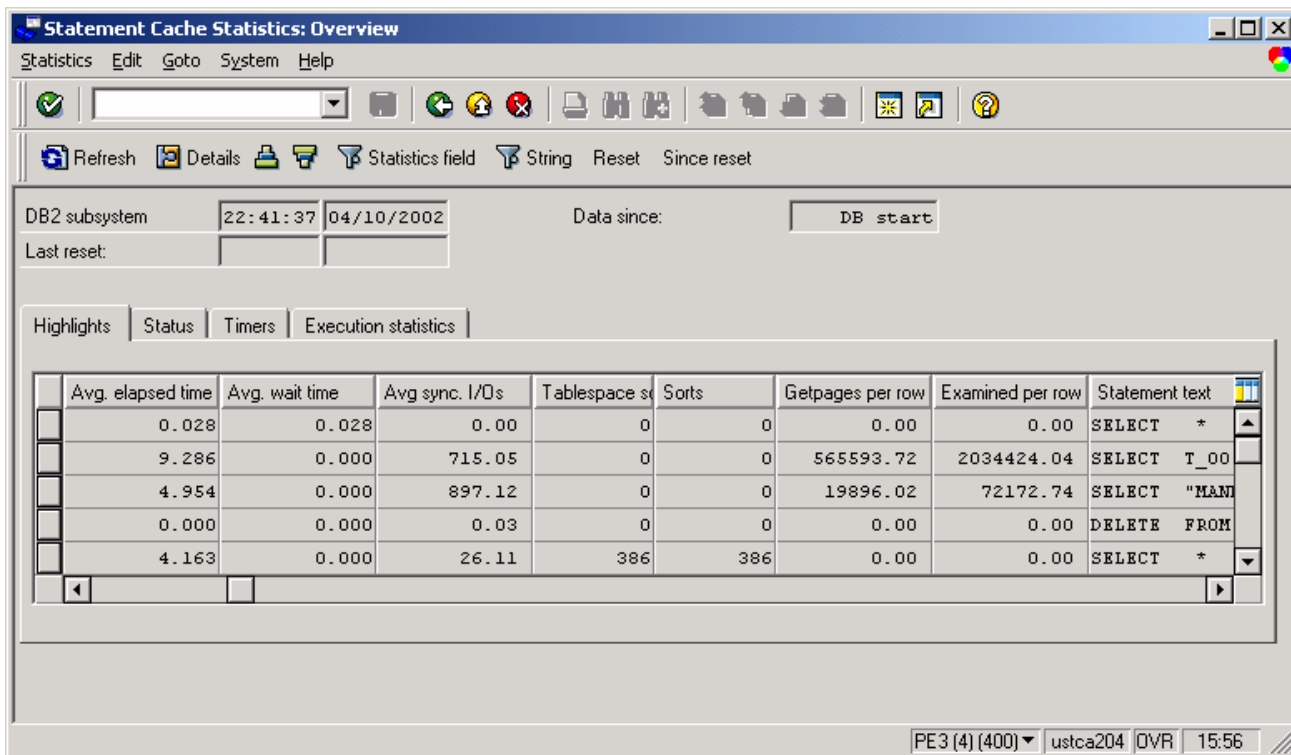 Statement Cache Statistics: Overview
Statistics Edit Goto System Help
Refresh Details Statistics field String Reset Since reset
DB2 subsystem 22:41:37 04/10/2002 Data since: DB start
Last reset:
Highlights Status Timers Execution statistics
Avg. elapsed time Avg. wait time Avg sync. I/Os Tablespace sc Sorts Getpages per row Examined per row Statement text
0.028 0.028 0.00 0 0 0.00 0.00 SELECT *
9.286 0.000 715.05 0 0 565593.72 2034424.04 SELECT T_00
4.954 0.000 897.12 0 0 19896.02 72172.74 SELECT "MAND
0.000 0.000 0.03 0 0 0.00 0.00 DELETE FROM
4.163 0.000 26.11 386 386 0.00 0.00 SELECT *
PE3 (4) (400) ustca204 OVR 15:56